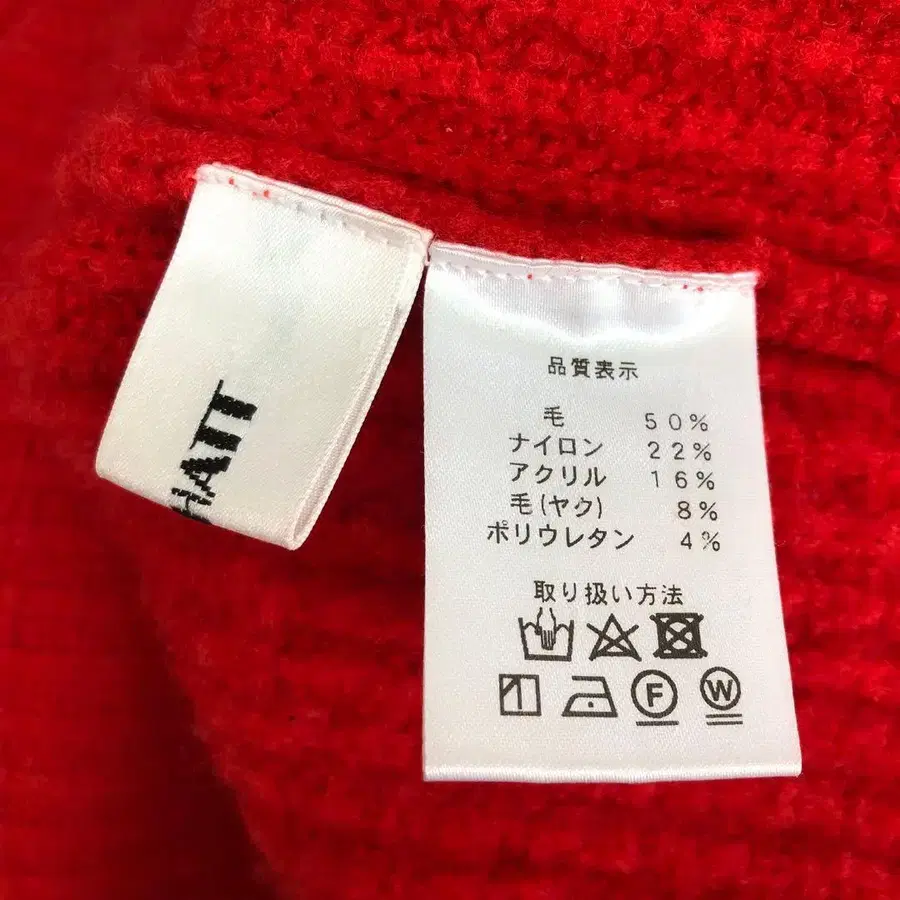 HATT
品質表示
毛 50%
ナイロン 22%
アクリル 16%
毛(ヤク) 8%
ポリウレタン 4%
取り扱い方法
F W